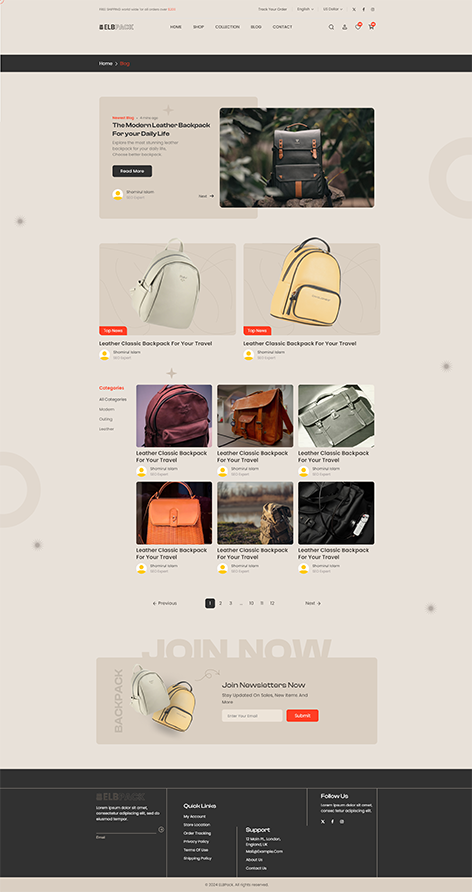 FREE SHIPPING world wide for all orders over $200
Track Your Order
English
US Dollar
ELBPACK
HOME
SHOP
COLLECTION
BLOG
CONTACT
Home > Blog
Newest Blog
The Modern Leather Backpack
For your Daily Life
Explore the most stunning leather
backpack for your daily life.
Choose better backpack.
Read More
Shamirul Islam
SEO Expert
Next
Top News
Top News
Leather Classic Backpack For Your Travel
Leather Classic Backpack For Your Travel
Shamirul Islam
SEO Expert
Shamirul Islam
SEO Expert
Categories
All Categories
Modern
Outing
Leather
Leather Classic Backpack
For Your Travel
Leather Classic Backpack
For Your Travel
Leather Classic Backpack
For Your Travel
Shamirul Islam
SEO Expert
Shamirul Islam
SEO Expert
Shamirul Islam
SEO Expert
Leather Classic Backpack
For Your Travel
Leather Classic Backpack
For Your Travel
Leather Classic Backpack
For Your Travel
Shamirul Islam
SEO Expert
Shamirul Islam
SEO Expert
Shamirul Islam
SEO Expert
Previous
1 2 3 ... 10 11 12
Next
JOIN NOW
BACKPACK
Join Newsletters Now
Stay Updated On Sales, New Items And
More
Enter Your Email
Submit
ELBPACK
Lorem ipsum dolor sit amet,
consectetur adipiscing elit, sed do
eiusmod tempor.
Email
Quick Links
My Account
Store Location
Order Tracking
Privacy Policy
Terms Of Use
Shipping Policy
Support
12 Main Pl, London,
England, UK
Mail@Example.Com
About Us
Contact Us
Follow Us
Lorem ipsum dolor sit amet,
consec tetur adipiscing elit.
© 2024 ElbPack. All rights reserved.